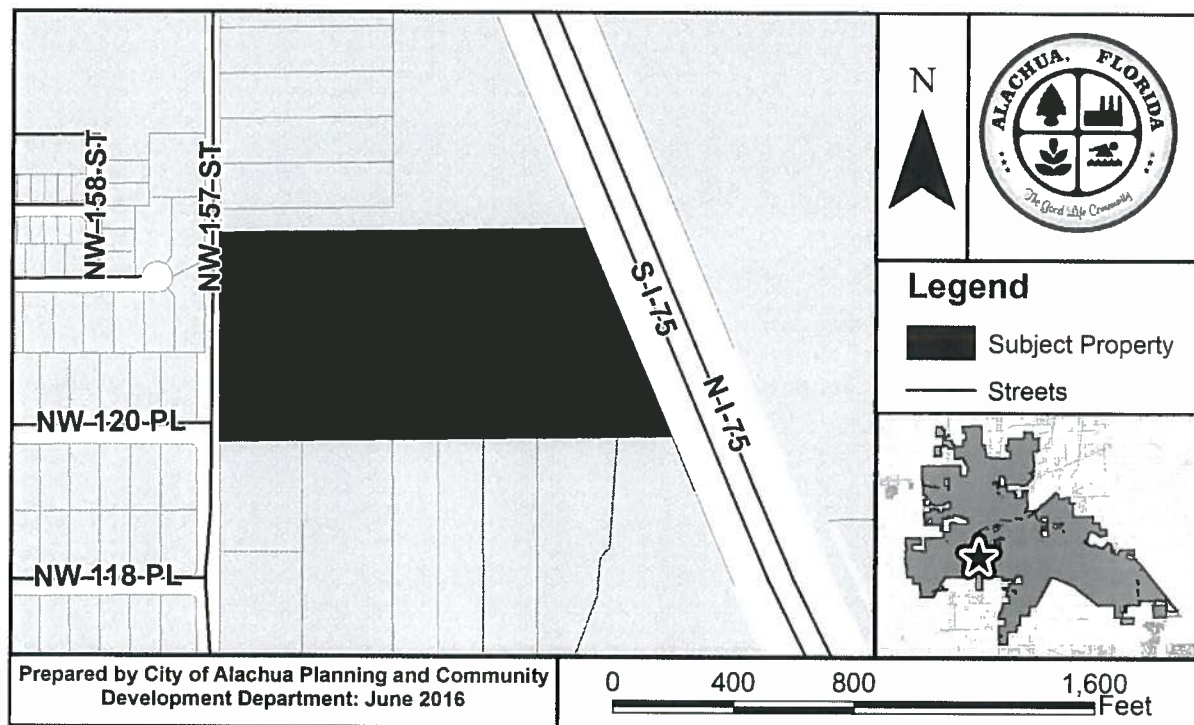 NW-158-ST
NW-157-ST
NW-120-PL
NW-118-PL
S-I-75
N-I-75
N
ALACHUA, FLORIDA
The Good Life Community
Legend
Subject Property
Streets
Prepared by City of Alachua Planning and Community
Development Department: June 2016
0 400 800 1,600
Feet